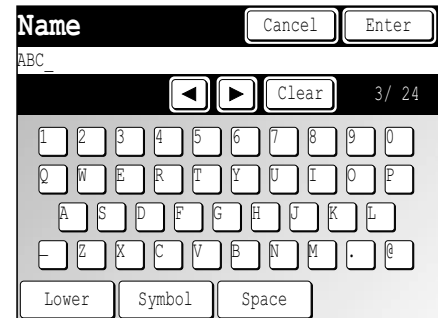 Name Cancel Enter
ABC_
◄ ► Clear 3/ 24
1 2 3 4 5 6 7 8 9 0
Q W E R T Y U I O P
A S D F G H J K L
_ Z X C V B N M . @
Lower Symbol Space